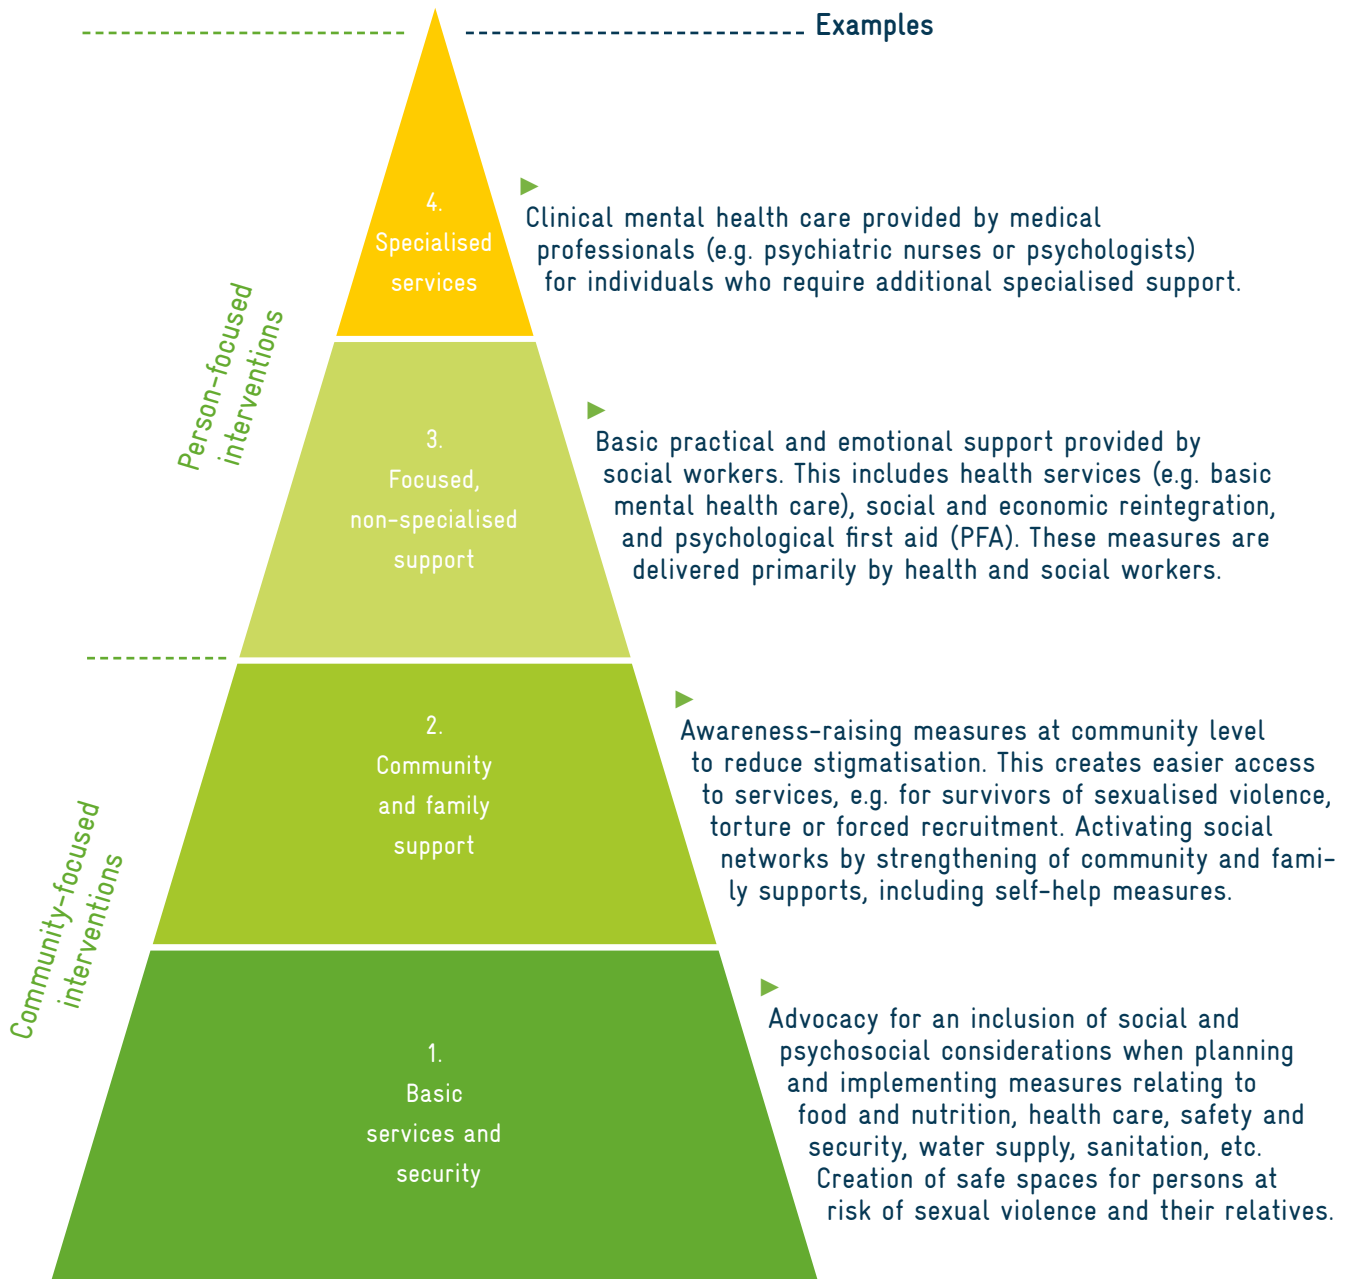 Examples
4.
Specialised
services
Clinical mental health care provided by medical
professionals (e.g. psychiatric nurses or psychologists)
for individuals who require additional specialised support.
Person-focused
interventions
3.
Focused,
non-specialised
support
Basic practical and emotional support provided by
social workers. This includes health services (e.g. basic
mental health care), social and economic reintegration,
and psychological first aid (PFA). These measures are
delivered primarily by health and social workers.
2.
Community
and family
support
Awareness-raising measures at community level
to reduce stigmatisation. This creates easier access
to services, e.g. for survivors of sexualised violence,
torture or forced recruitment. Activating social
networks by strengthening of community and fami-
ly supports, including self-help measures.
Community-focused
interventions
1.
Basic
services and
security
Advocacy for an inclusion of social and
psychosocial considerations when planning
and implementing measures relating to
food and nutrition, health care, safety and
security, water supply, sanitation, etc.
Creation of safe spaces for persons at
risk of sexual violence and their relatives.